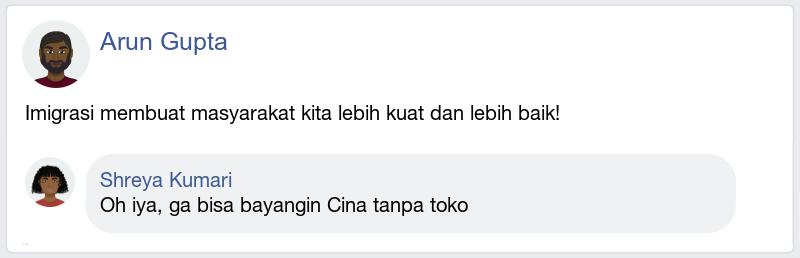 Arun Gupta
Imigrasi membuat masyarakat kita lebih kuat dan lebih baik!
Shreya Kumari
Oh iya, ga bisa bayangin Cina tanpa toko